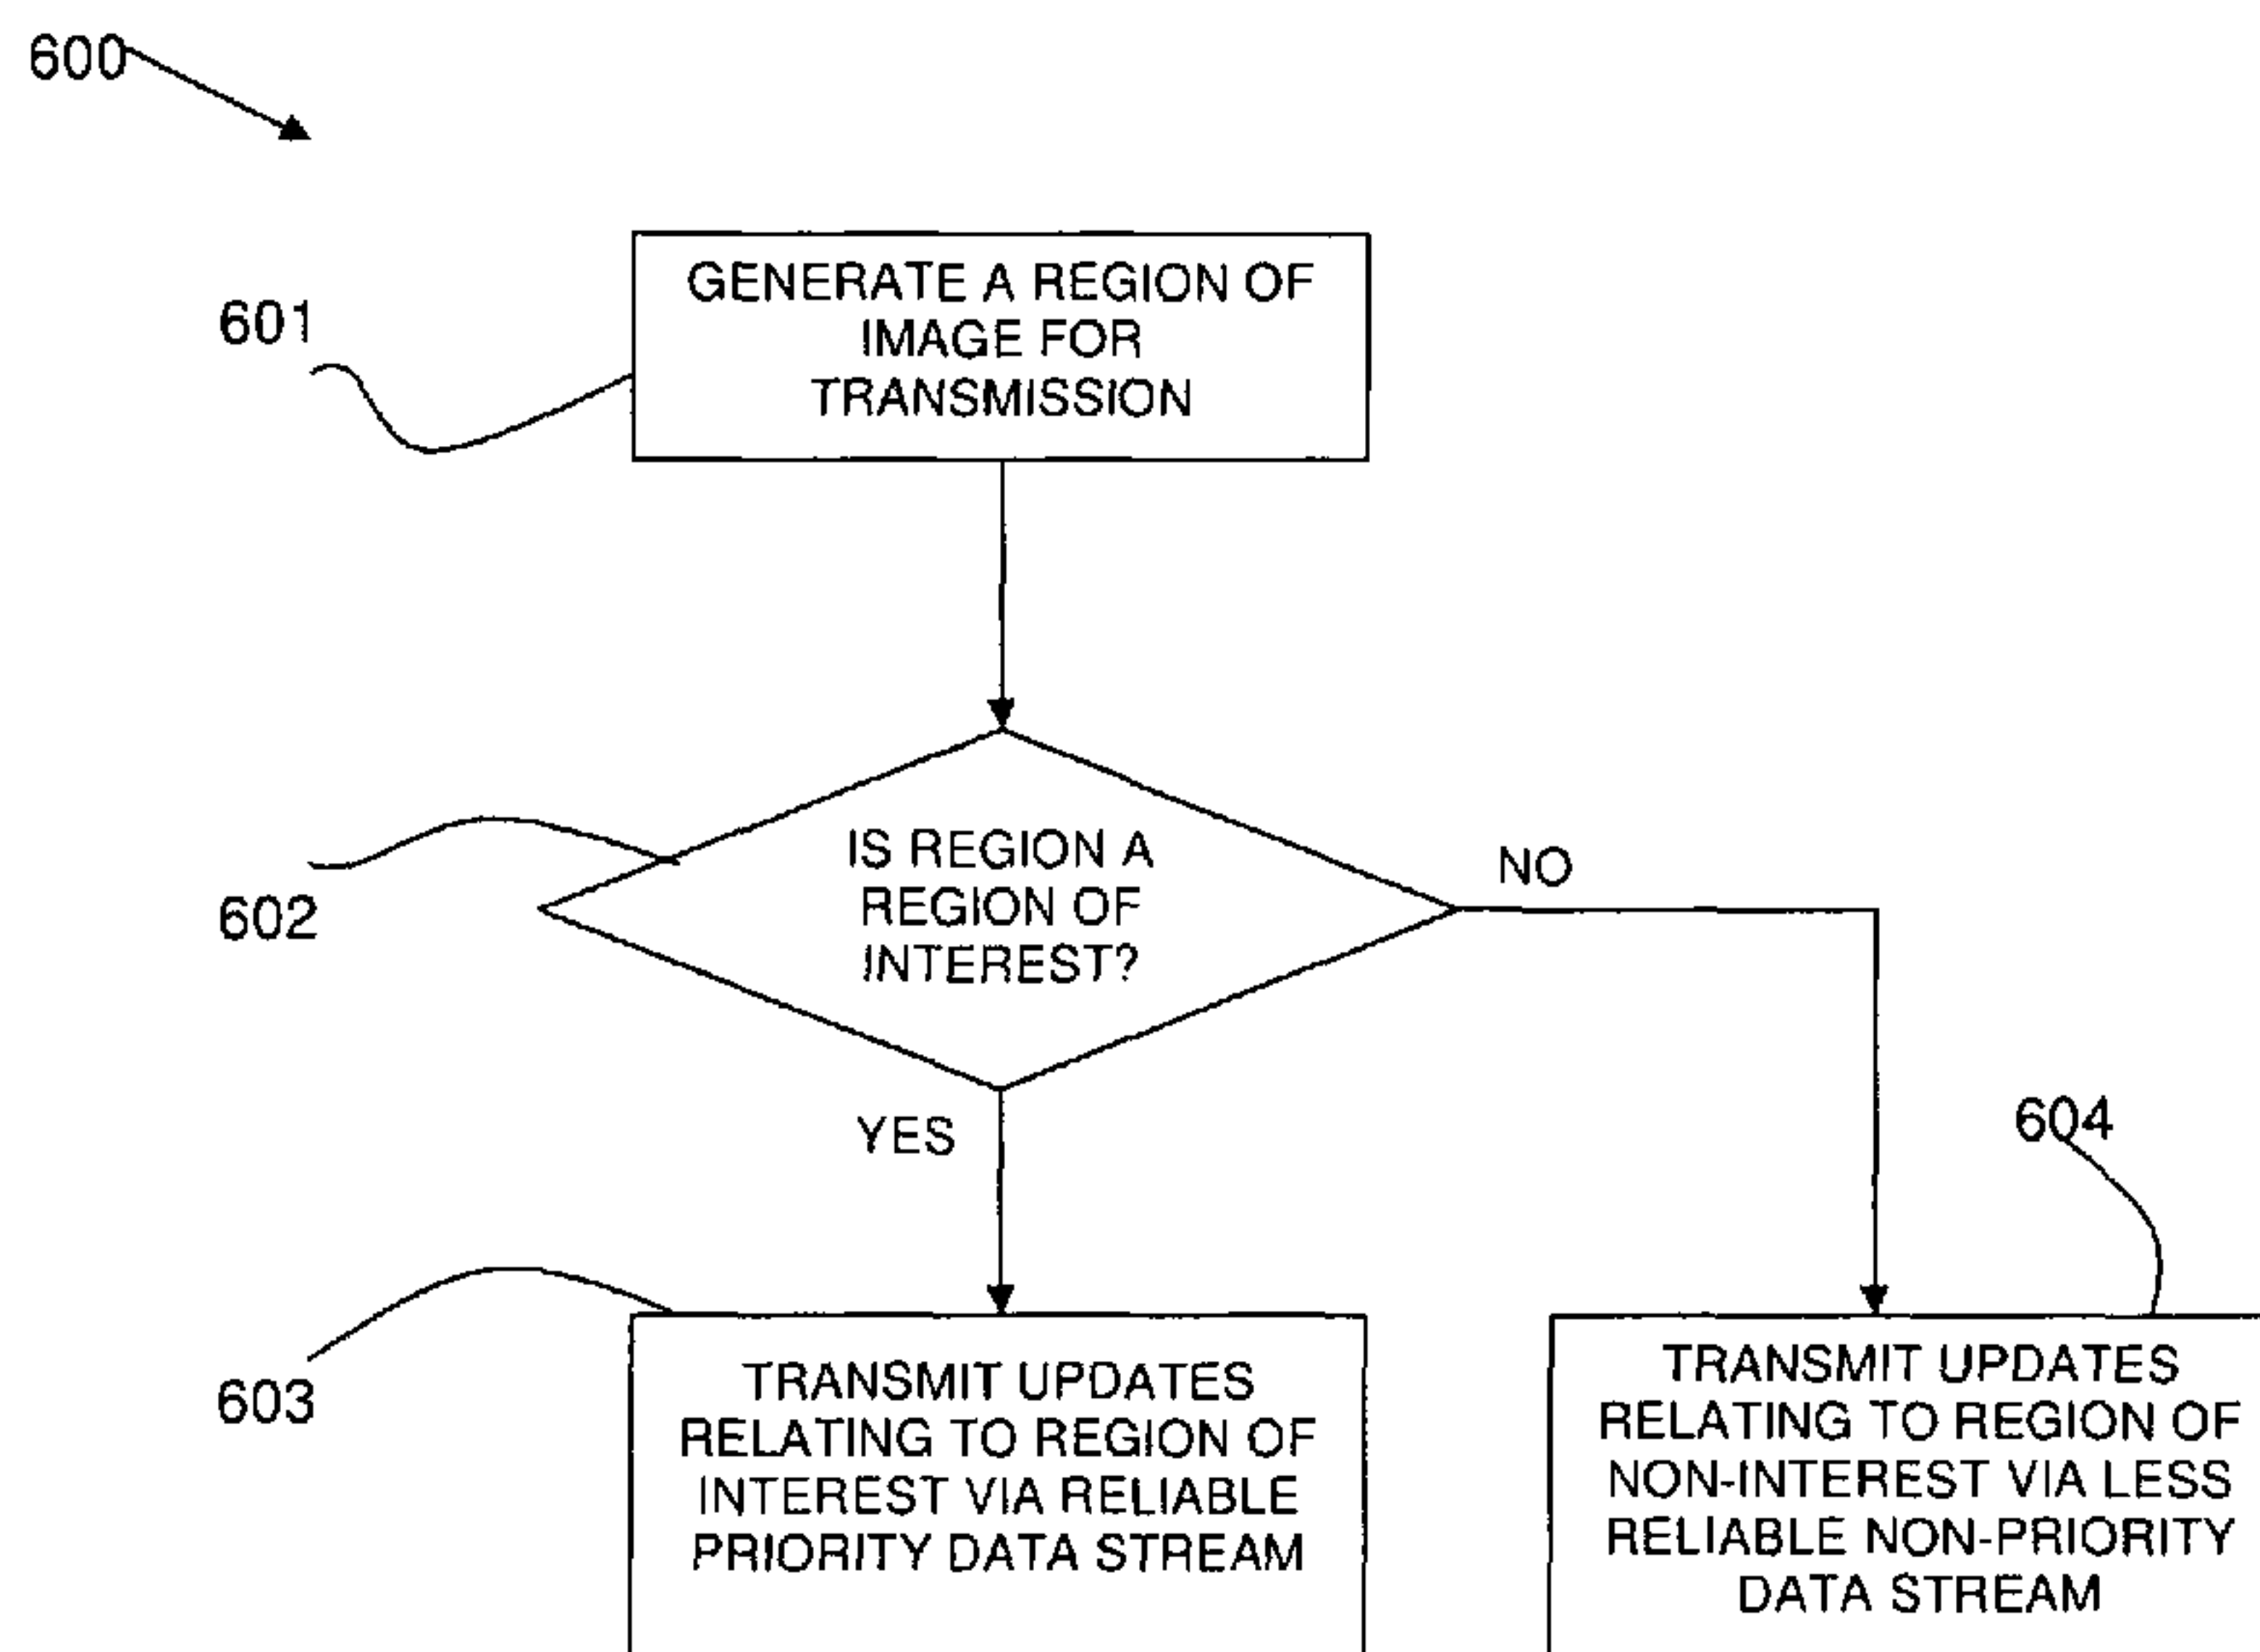 600
601
GENERATE A REGION OF
IMAGE FOR
TRANSMISSION
602
IS REGION A
REGION OF
INTEREST?
NO
YES
604
603
TRANSMIT UPDATES
RELATING TO REGION OF
INTEREST VIA RELIABLE
PRIORITY DATA STREAM
TRANSMIT UPDATES
RELATING TO REGION OF
NON-INTEREST VIA LESS
RELIABLE NON-PRIORITY
DATA STREAM